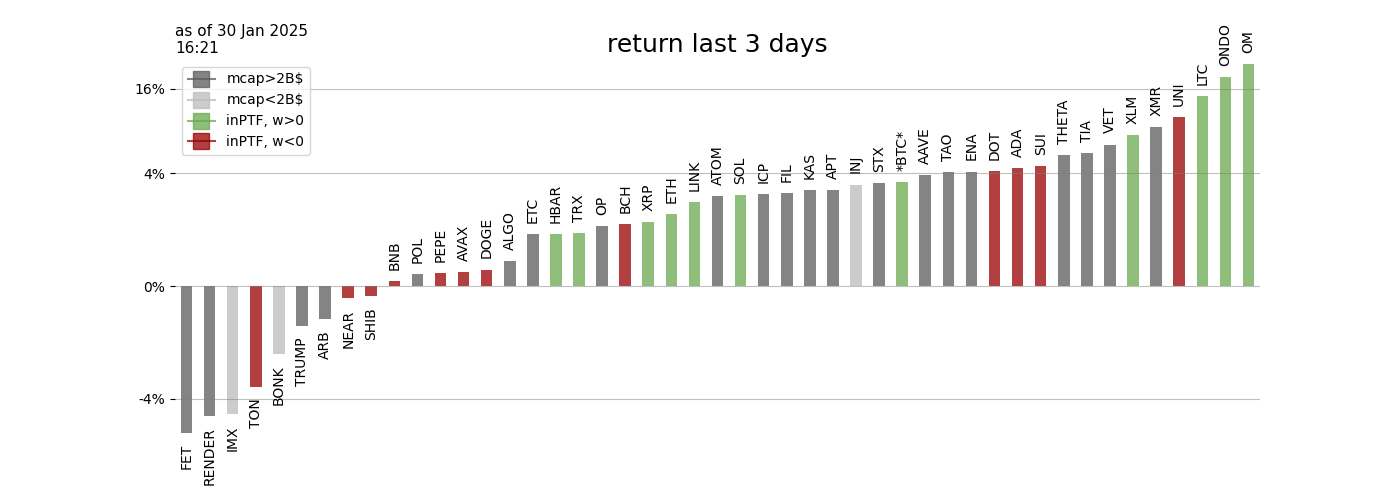 as of 30 Jan 2025
16:21
return last 3 days
mcap>2B$
mcap<2B$
inPTF, w>0
inPTF, w<0
16%
4%
0%
-4%
FET
RENDER
IMX
TON
BONK
TRUMP
ARB
NEAR
SHIB
BNB
POL
PEPE
AVAX
DOGE
ALGO
ETC
HBAR
TRX
OP
BCH
XRP
ETH
LINK
ATOM
SOL
ICP
FIL
KAS
APT
INJ
STX
*BTC*
AAVE
TAO
ENA
DOT
ADA
SUI
THETA
TIA
VET
XLM
XMR
UNI
LTC
ONDO
OM